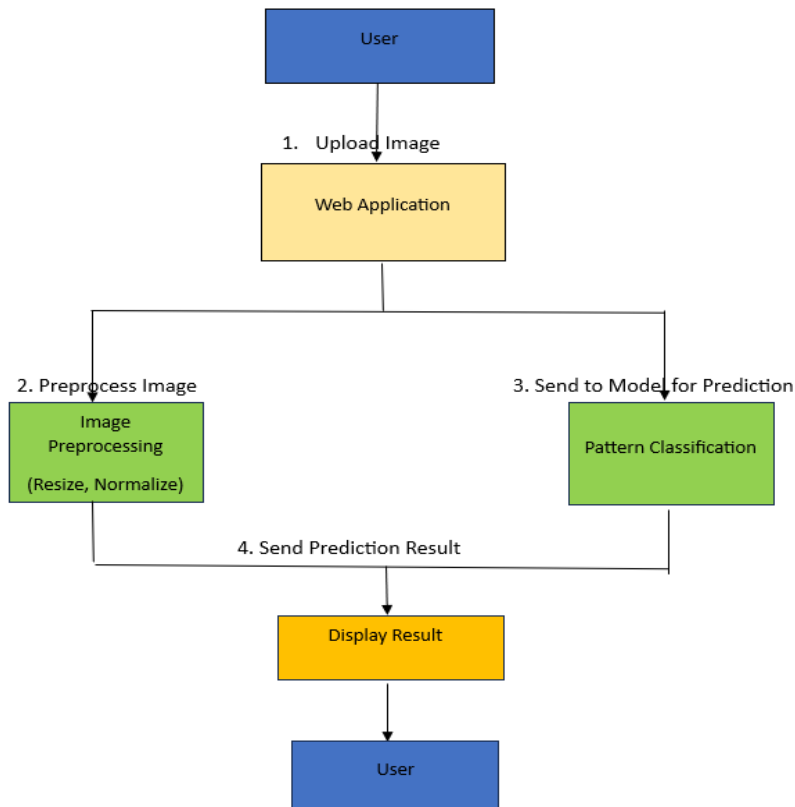 User
1. Upload Image
Web Application
2. Preprocess Image
3. Send to Model for Prediction
Image
Preprocessing
(Resize, Normalize)
Pattern Classification
4. Send Prediction Result
Display Result
User